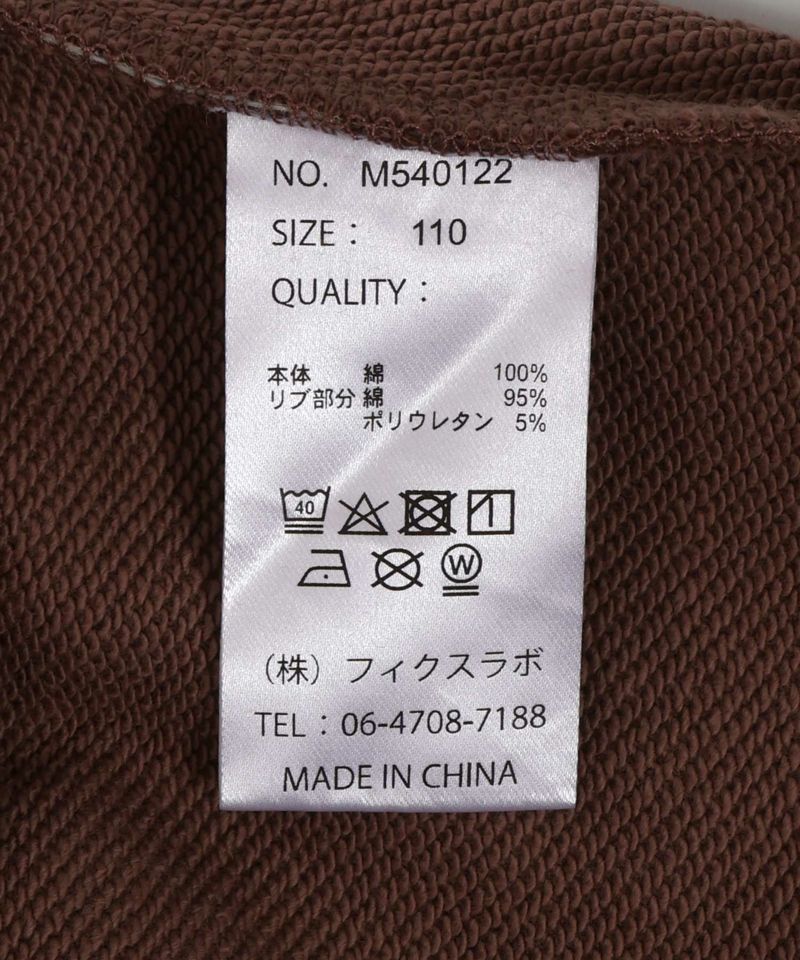 NO. M540122
SIZE : 110
QUALITY :
本体 綿 100%
リブ部分 綿 95%
ポリウレタン 5%
40
W
(株) フィクスラボ
TEL : 06-4708-7188
MADE IN CHINA